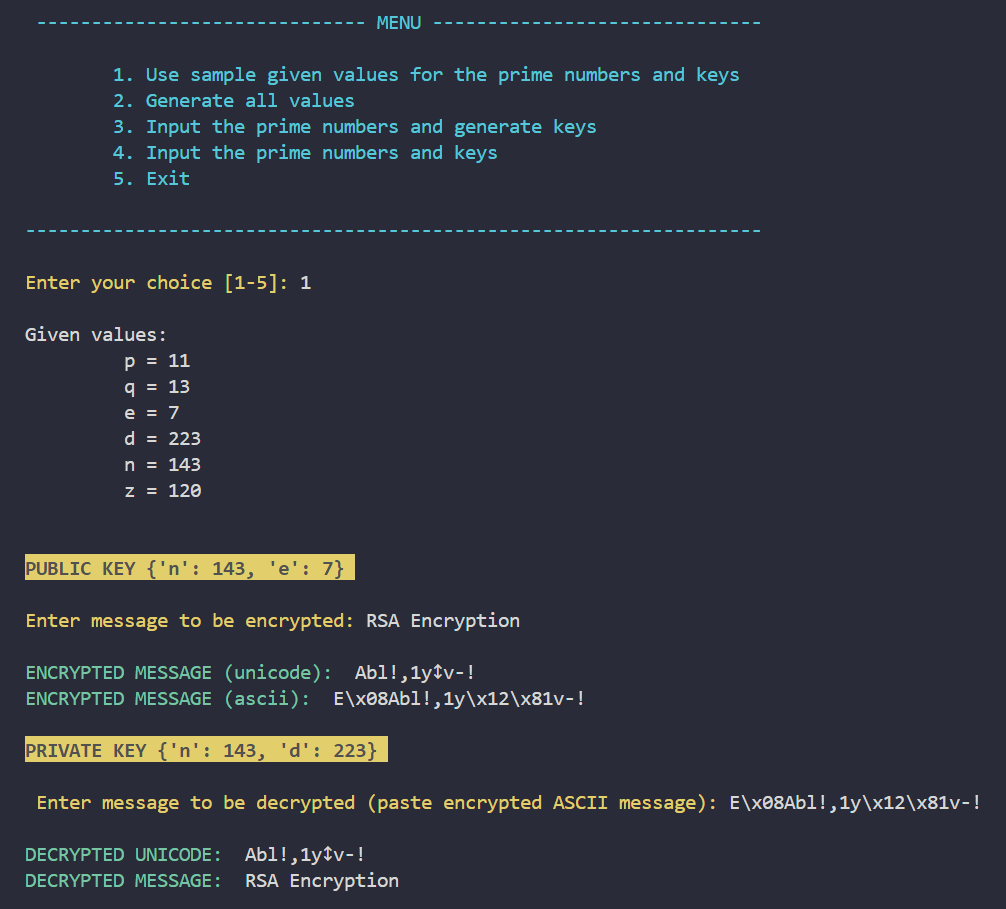 ------------------------------ MENU ------------------------------
1. Use sample given values for the prime numbers and keys
2. Generate all values
3. Input the prime numbers and generate keys
4. Input the prime numbers and keys
5. Exit
-------------------------------------------------------------------
Enter your choice [1-5]: 1
Given values:
p = 11
q = 13
e = 7
d = 223
n = 143
z = 120
PUBLIC KEY {'n': 143, 'e': 7}
Enter message to be encrypted: RSA Encryption
ENCRYPTED MESSAGE (unicode):  Abl!,1y↕v-!
ENCRYPTED MESSAGE (ascii):  E\x08Abl!,1y\x12\x81v-!
PRIVATE KEY {'n': 143, 'd': 223}
Enter message to be decrypted (paste encrypted ASCII message): E\x08Abl!,1y\x12\x81v-!
DECRYPTED UNICODE:  Abl!,1y↕v-!
DECRYPTED MESSAGE:  RSA Encryption